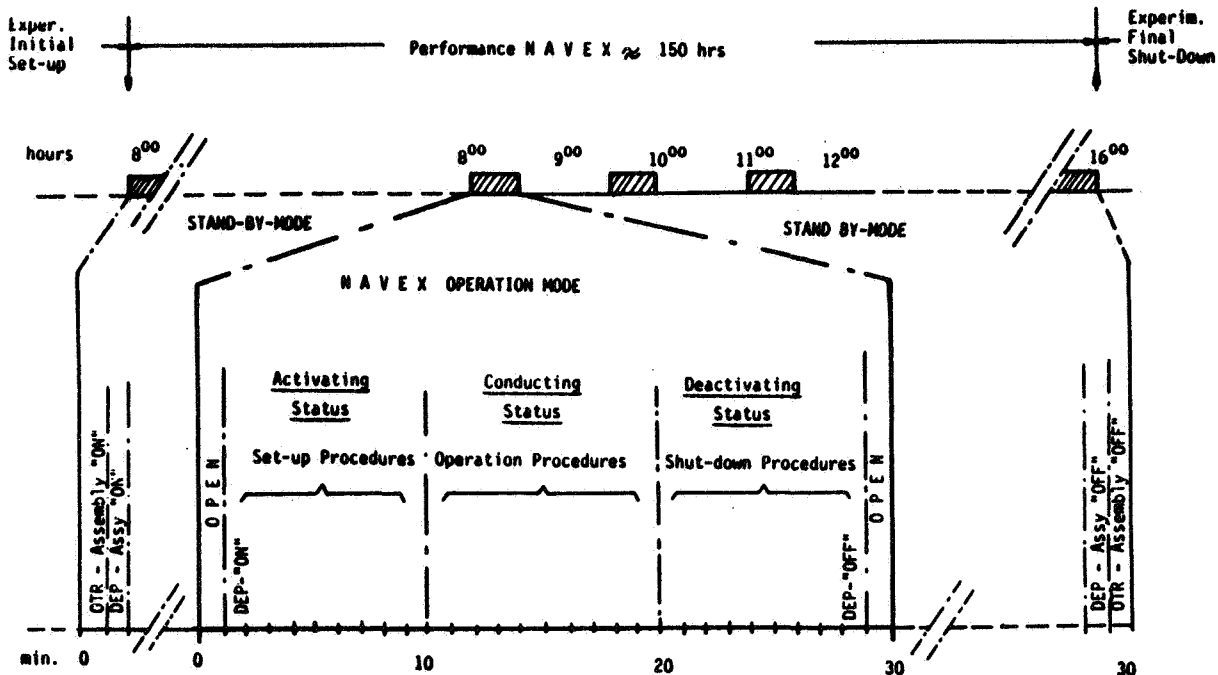 Exper.
Initial
Set-up
Performance N A V E X ≈ 150 hrs
Experim.
Final
Shut-Down
hours 8⁰⁰ 8⁰⁰ 9⁰⁰ 10⁰⁰ 11⁰⁰ 12⁰⁰ 16⁰⁰
STAND-BY-MODE
STAND BY-MODE
N A V E X OPERATION MODE
OTR - Assembly "ON"
DEP - Assy "ON"
O P E N
DEP-"ON"
Activating
Status
Set-up Procedures
Conducting
Status
Operation Procedures
Deactivating
Status
Shut-down Procedures
DEP-"OFF"
O P E N
DEP - Assy "OFF"
OTR - Assembly "OFF"
min. 0 0 10 20 30 30